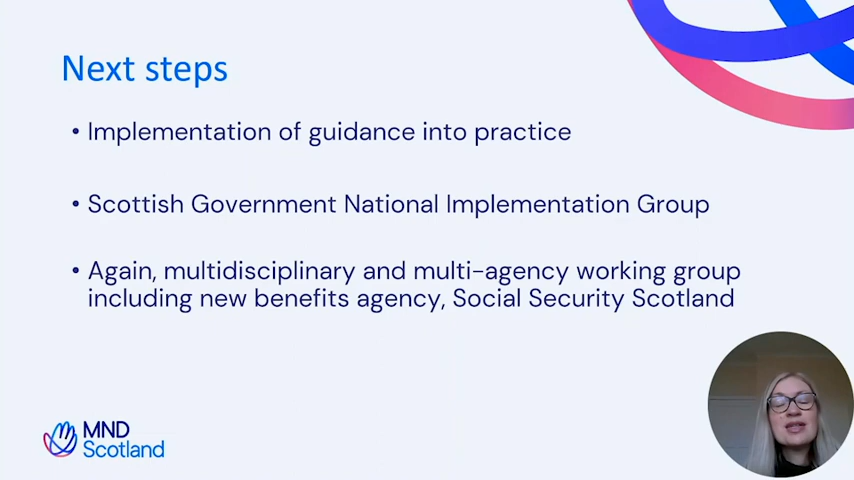 Next steps
• Implementation of guidance into practice
• Scottish Government National Implementation Group
• Again, multidisciplinary and multi-agency working group
including new benefits agency, Social Security Scotland
MND
Scotland